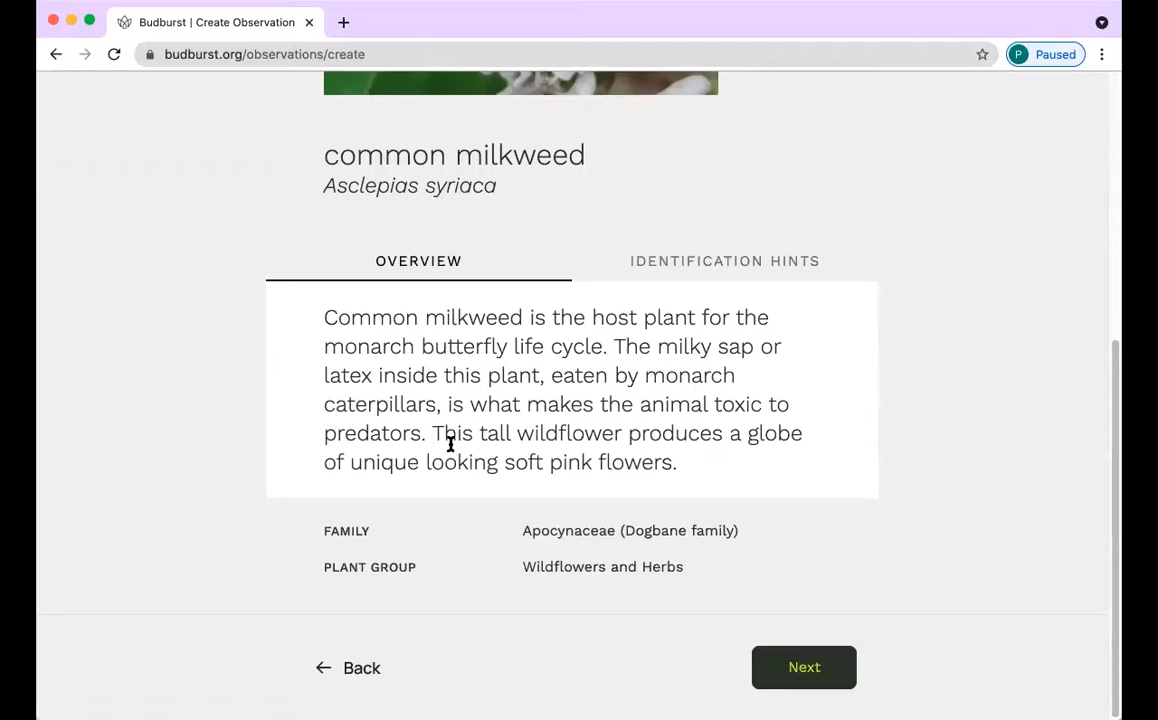 Budburst | Create Observation
budburst.org/observations/create
P Paused
common milkweed
Asclepias syriaca
OVERVIEW
IDENTIFICATION HINTS
Common milkweed is the host plant for the
monarch butterfly life cycle. The milky sap or
latex inside this plant, eaten by monarch
caterpillars, is what makes the animal toxic to
predators. This tall wildflower produces a globe
of unique looking soft pink flowers.
FAMILY Apocynaceae (Dogbane family)
PLANT GROUP Wildflowers and Herbs
Back
Next